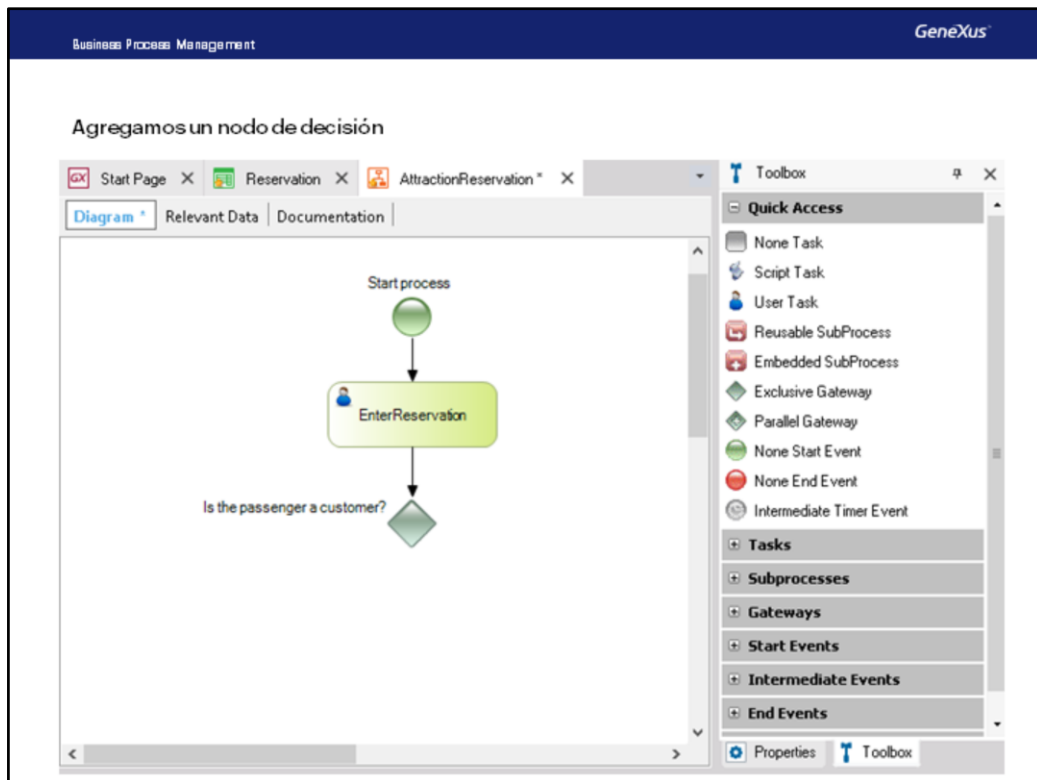 Business Process Management
GeneXus
Agregamos un nodo de decisión
GX Start Page X Reservation X AttractionReservation * X
Toolbox
Diagram * Relevant Data Documentation
Quick Access
None Task
Script Task
User Task
Reusable SubProcess
Embedded SubProcess
Exclusive Gateway
Parallel Gateway
None Start Event
None End Event
Intermediate Timer Event
Tasks
Subprocesses
Gateways
Start Events
Intermediate Events
End Events
Properties Toolbox
Start process
EnterReservation
Is the passenger a customer?